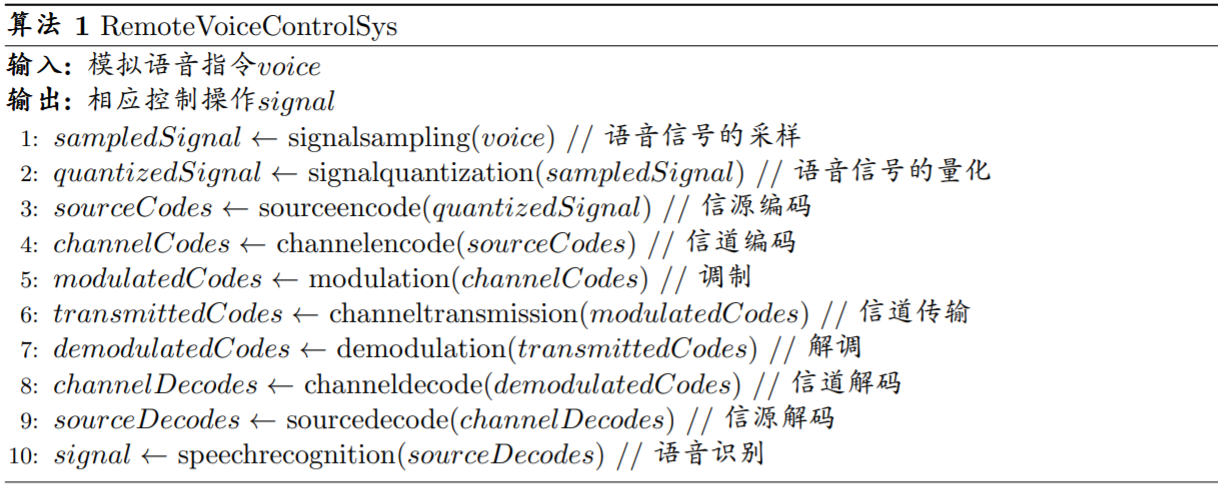 算法 1 RemoteVoiceControlSys
输入: 模拟语音指令voice
输出: 相应控制操作signal
1: sampledSignal ← signalsampling(voice) // 语音信号的采样
2: quantizedSignal ← signalquantization(sampledSignal) // 语音信号的量化
3: sourceCodes ← sourceencode(quantizedSignal) // 信源编码
4: channelCodes ← channelencode(sourceCodes) // 信道编码
5: modulatedCodes ← modulation(channelCodes) // 调制
6: transmittedCodes ← channeltransmission(modulatedCodes) // 信道传输
7: demodulatedCodes ← demodulation(transmittedCodes) // 解调
8: channelDecodes ← channeldecode(demodulatedCodes) // 信道解码
9: sourceDecodes ← sourcedecode(channelDecodes) // 信源解码
10: signal ← speechrecognition(sourceDecodes) // 语音识别